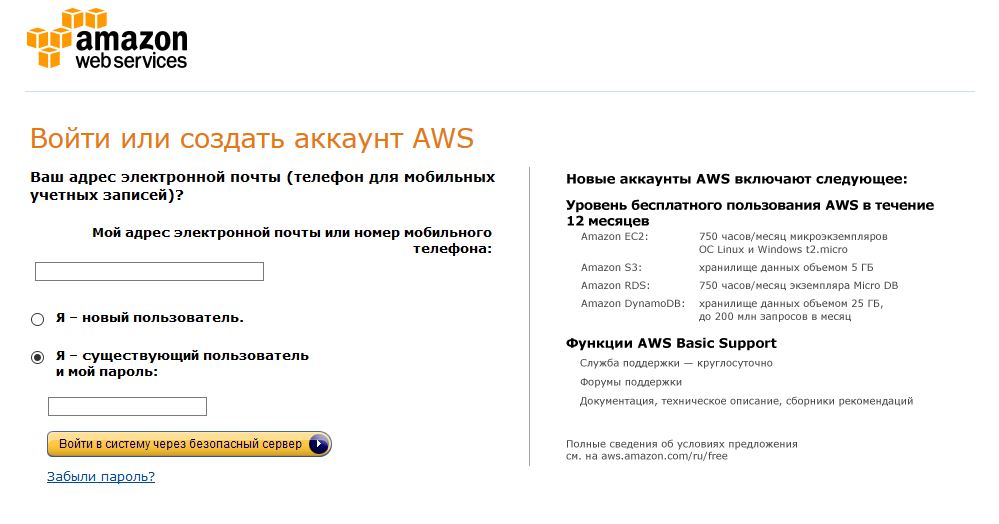 amazon
web services
Войти или создать аккаунт AWS
Ваш адрес электронной почты (телефон для мобильных
учетных записей)?
Мой адрес электронной почты или номер мобильного
телефона:
Я – новый пользователь.
Я – существующий пользователь
и мой пароль:
Войти в систему через безопасный сервер
Забыли пароль?
Новые аккаунты AWS включают следующее:
Уровень бесплатного пользования AWS в течение
12 месяцев
Amazon EC2: 750 часов/месяц микроэкземпляров
ОС Linux и Windows t2.micro
Amazon S3: хранилище данных объемом 5 ГБ
Amazon RDS: 750 часов/месяц экземпляра Micro DB
Amazon DynamoDB: хранилище данных объемом 25 ГБ,
до 200 млн запросов в месяц
Функции AWS Basic Support
Служба поддержки — круглосуточно
Форумы поддержки
Документация, техническое описание, сборники рекомендаций
Полные сведения об условиях предложения
см. на aws.amazon.com/ru/free